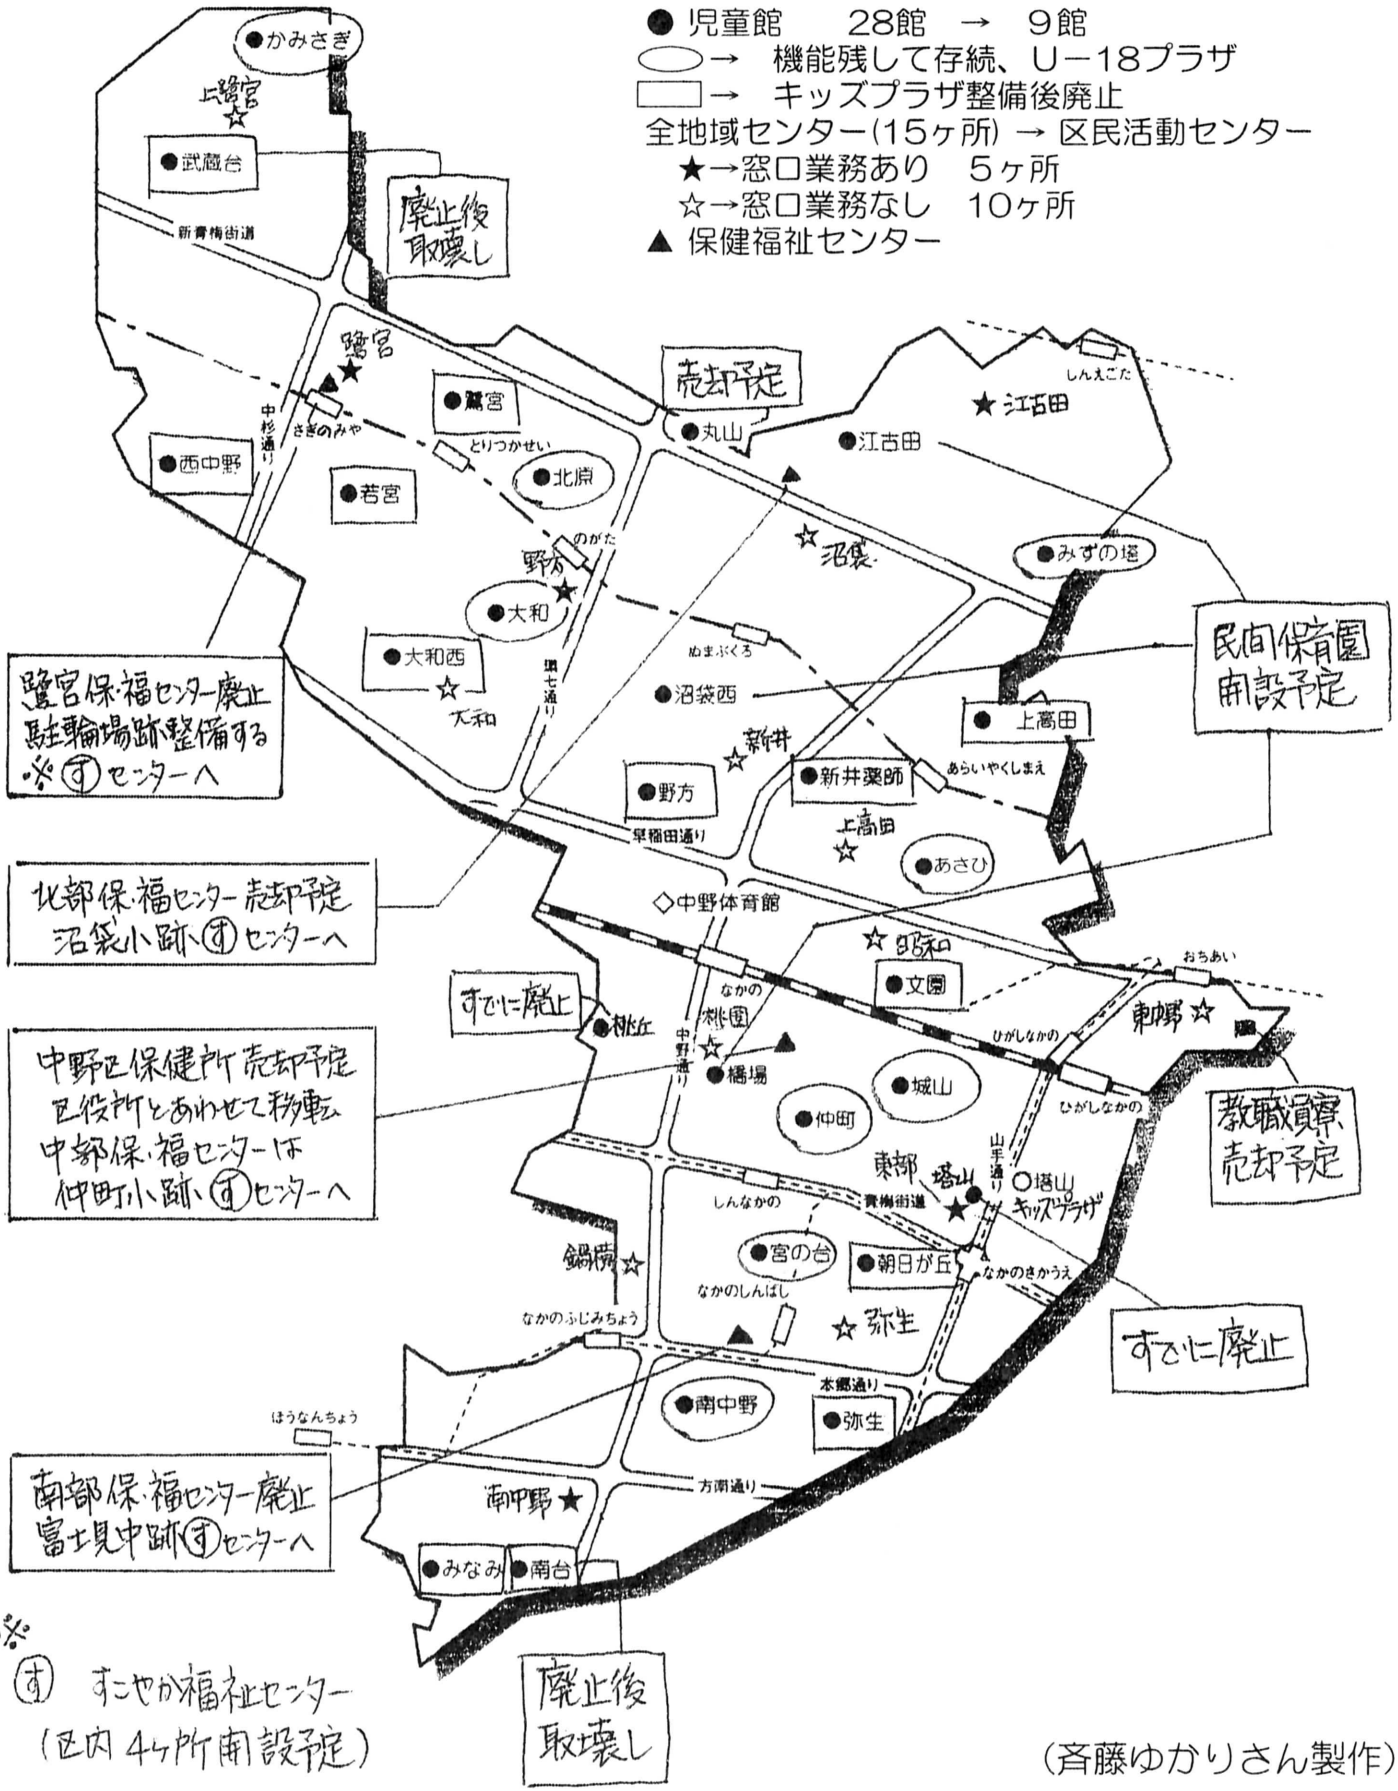 ● 児童館　28館　→　9館
→　機能残して存続、U－18プラザ
→　キッズプラザ整備後廃止
全地域センター(15ヶ所)→区民活動センター
★→窓口業務あり　5ヶ所
☆→窓口業務なし　10ヶ所
▲ 保健福祉センター
●かみさぎ
上鷺宮
☆
●武蔵台
廃止後
取壊し
新青梅街道
鷺宮
★
▲
さぎのみや
中杉通り
●鷺宮
とりつかせい
●西中野
●若宮
●北原
売却予定
●丸山
しんえごた
★江古田
●江古田
▲
☆沼袋
●みずの塔
のがた
野方
★
●大和
●大和西
☆
大和
環七通り
ぬまぶくろ
●沼袋西
民間保育園
開設予定
● 上高田
新井
☆
●新井薬師
あらいやくしまえ
●野方
早稲田通り
上高田
☆
●あさひ
鷺宮保・福センター廃止
駐輪場跡整備する
※ す センターへ
北部保・福センター売却予定
沼袋小跡 す センターへ
◇中野体育館
☆昭和
●文園
なかの
おちあい
すでに廃止
●桃丘
桃園
☆
▲
●橋場
中野通り
ひがしなかの
東中野☆
ひがしなかの
教職員寮
売却予定
●城山
●仲町
中野区保健所売却予定
区役所とあわせて移転
中部保・福センターは
仲町小跡 す センターへ
山手通り
東部
塔山●
★
○塔山
キッズプラザ
しんなかの
青梅街道
鍋横☆
●宮の台
●朝日が丘
なかのさかうえ
なかのしんばし
☆弥生
すでに廃止
なかのふじみちょう
▲
本郷通り
●南中野
●弥生
ほうなんちょう
方南通り
南部保・福センター廃止
富士見中跡 す センターへ
南中野★
●みなみ
●南台
廃止後
取壊し
※
す すこやか福祉センター
(区内 4ヶ所開設予定)
(斉藤ゆかりさん製作)